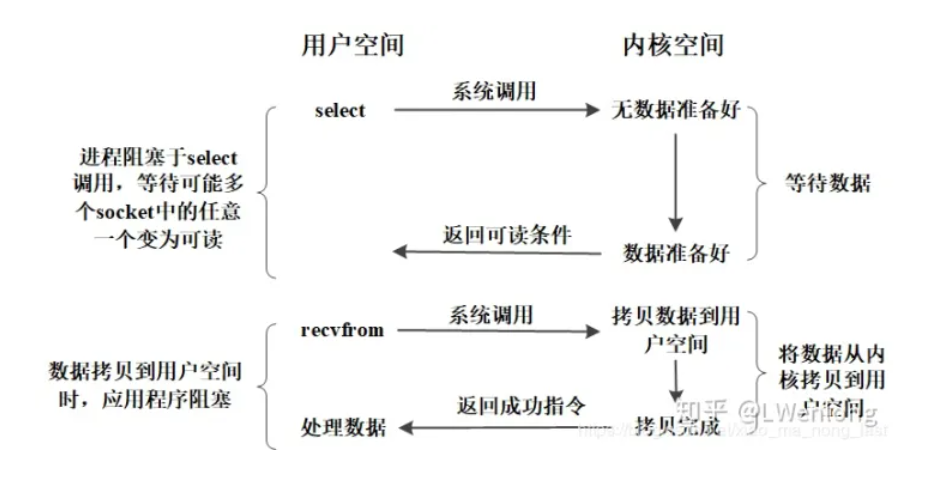 用户空间
内核空间
系统调用
select
无数据准备好
进程阻塞于select
调用，等待可能多
个socket中的任意
一个变为可读
等待数据
返回可读条件
数据准备好
系统调用
recvfrom
拷贝数据到用
户空间
数据拷贝到用户空间
时，应用程序阻塞
将数据从内
核拷贝到用
户空间
返回成功指令
处理数据
拷贝完成
知乎 @LWenlong